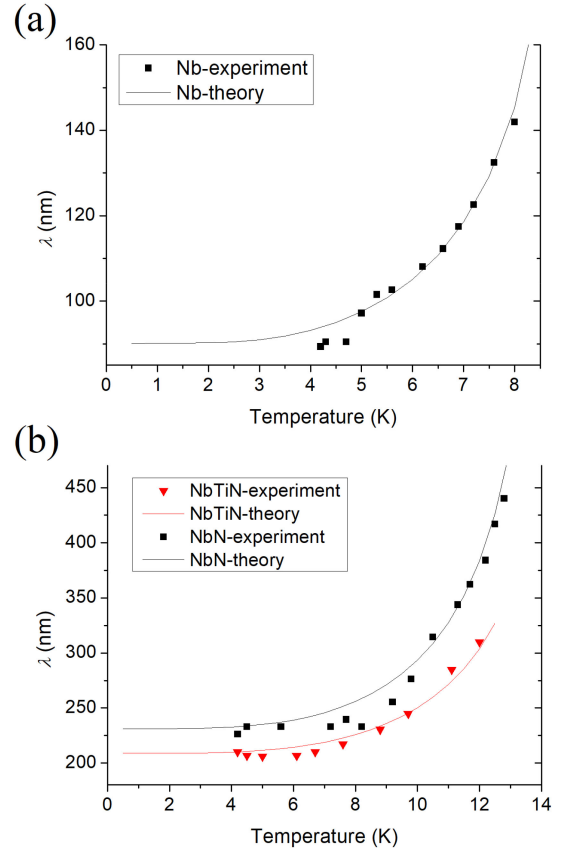 (a)
160
140
120
100
λ (nm)
Nb-experiment
Nb-theory
0 1 2 3 4 5 6 7 8
Temperature (K)
(b)
450
400
350
300
250
200
λ (nm)
NbTiN-experiment
NbTiN-theory
NbN-experiment
NbN-theory
0 2 4 6 8 10 12 14
Temperature (K)